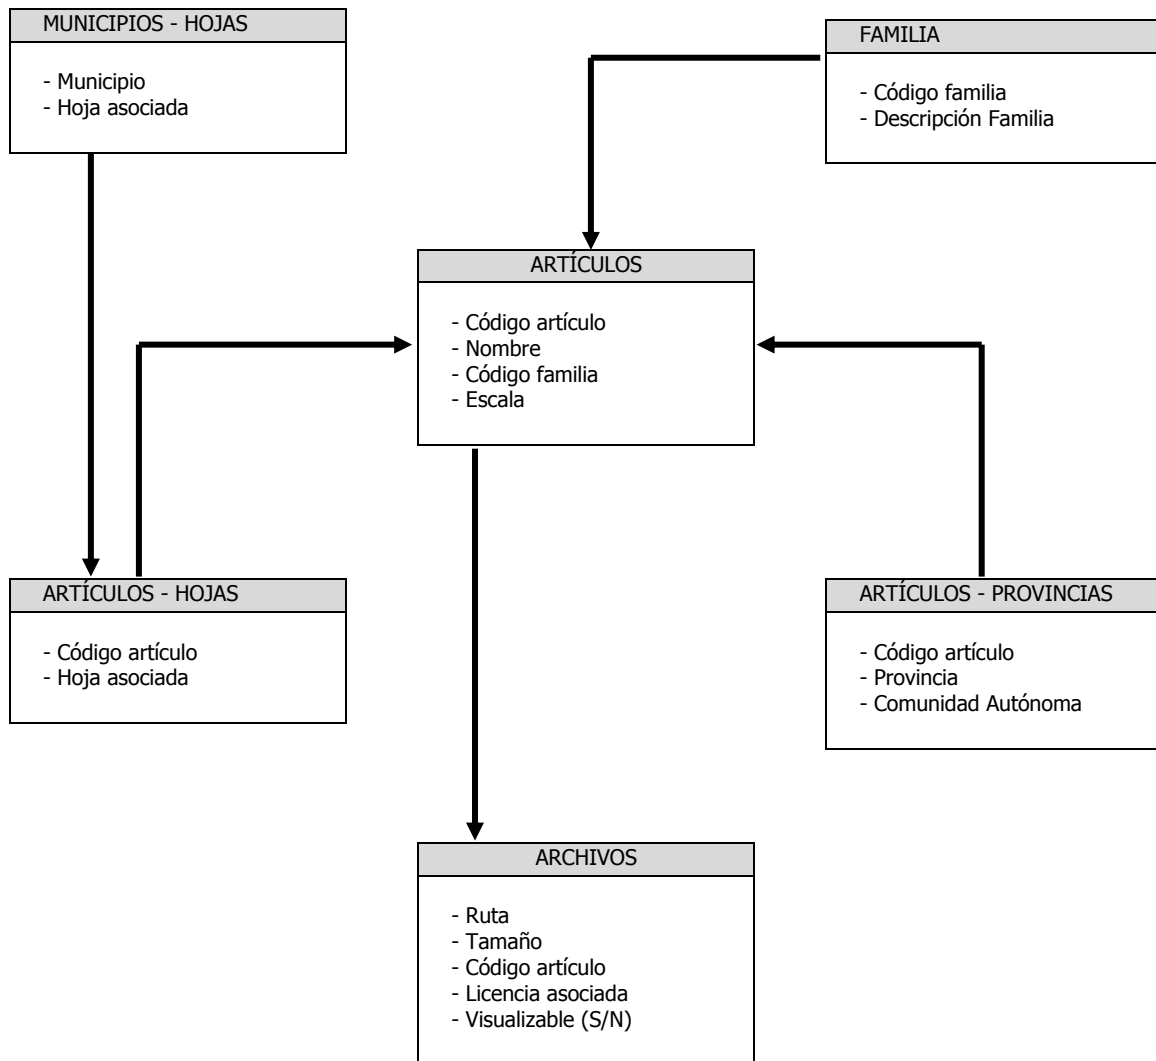 MUNICIPIOS - HOJAS
- Municipio
- Hoja asociada
FAMILIA
- Código familia
- Descripción Familia
ARTÍCULOS
- Código artículo
- Nombre
- Código familia
- Escala
ARTÍCULOS - HOJAS
- Código artículo
- Hoja asociada
ARTÍCULOS - PROVINCIAS
- Código artículo
- Provincia
- Comunidad Autónoma
ARCHIVOS
- Ruta
- Tamaño
- Código artículo
- Licencia asociada
- Visualizable (S/N)